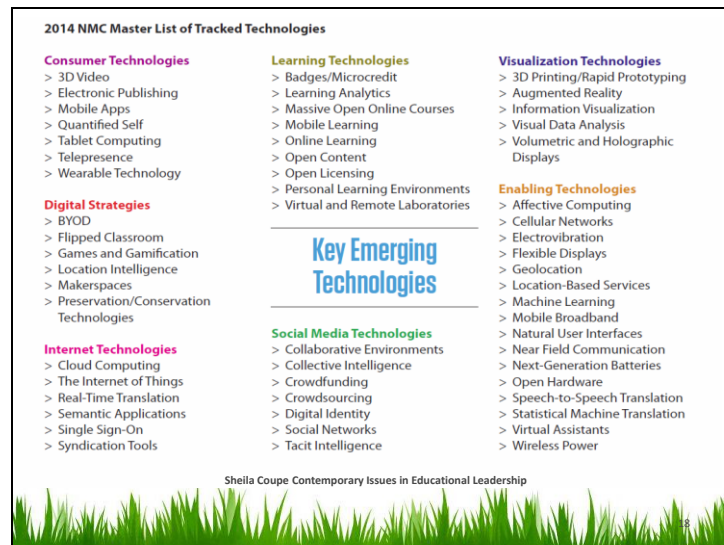 2014 NMC Master List of Tracked Technologies
Consumer Technologies
> 3D Video
> Electronic Publishing
> Mobile Apps
> Quantified Self
> Tablet Computing
> Telepresence
> Wearable Technology
Digital Strategies
> BYOD
> Flipped Classroom
> Games and Gamification
> Location Intelligence
> Makerspaces
> Preservation/Conservation
Technologies
Internet Technologies
> Cloud Computing
> The Internet of Things
> Real-Time Translation
> Semantic Applications
> Single Sign-On
> Syndication Tools
Learning Technologies
> Badges/Microcredit
> Learning Analytics
> Massive Open Online Courses
> Mobile Learning
> Online Learning
> Open Content
> Open Licensing
> Personal Learning Environments
> Virtual and Remote Laboratories
Key Emerging
Technologies
Social Media Technologies
> Collaborative Environments
> Collective Intelligence
> Crowdfunding
> Crowdsourcing
> Digital Identity
> Social Networks
> Tacit Intelligence
Visualization Technologies
> 3D Printing/Rapid Prototyping
> Augmented Reality
> Information Visualization
> Visual Data Analysis
> Volumetric and Holographic
Displays
Enabling Technologies
> Affective Computing
> Cellular Networks
> Electrovibration
> Flexible Displays
> Geolocation
> Location-Based Services
> Machine Learning
> Mobile Broadband
> Natural User Interfaces
> Near Field Communication
> Next-Generation Batteries
> Open Hardware
> Speech-to-Speech Translation
> Statistical Machine Translation
> Virtual Assistants
> Wireless Power
Sheila Coupe Contemporary Issues in Educational Leadership
18